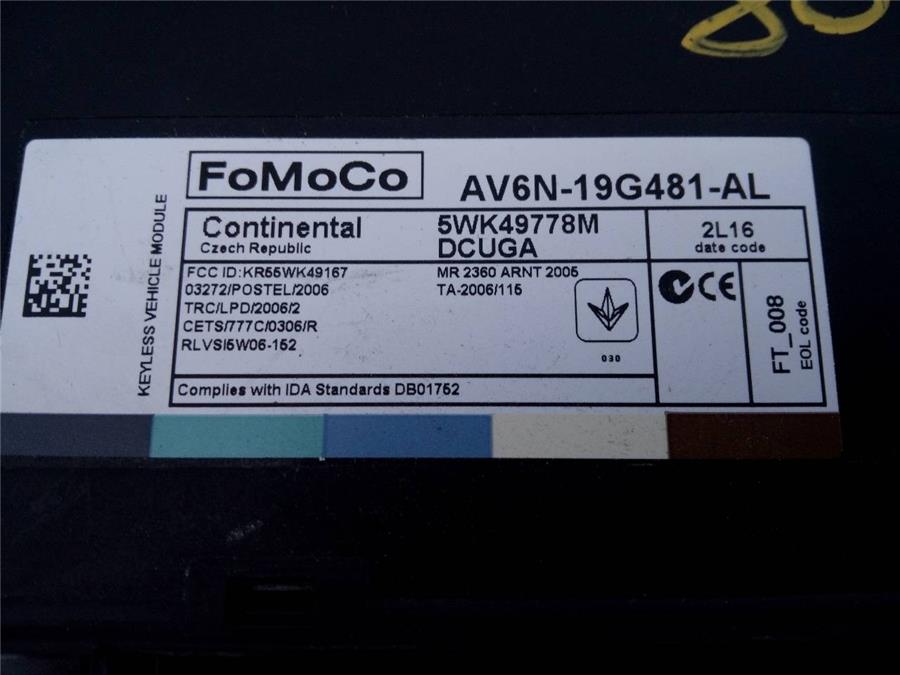 80
FoMoCo
AV6N-19G481-AL
Continental
Czech Republic
5WK49778M
DCUGA
2L16
date code
FCC ID:KR55WK49167
03272/POSTEL/2006
TRC/LPD/2006/2
CETS/777C/0306/R
RLVSI5W06-152
MR 2360 ARNT 2005
TA-2006/115
030
CE
FT_008
EOL code
Complies with IDA Standards DB01752
KEYLESS VEHICLE MODULE